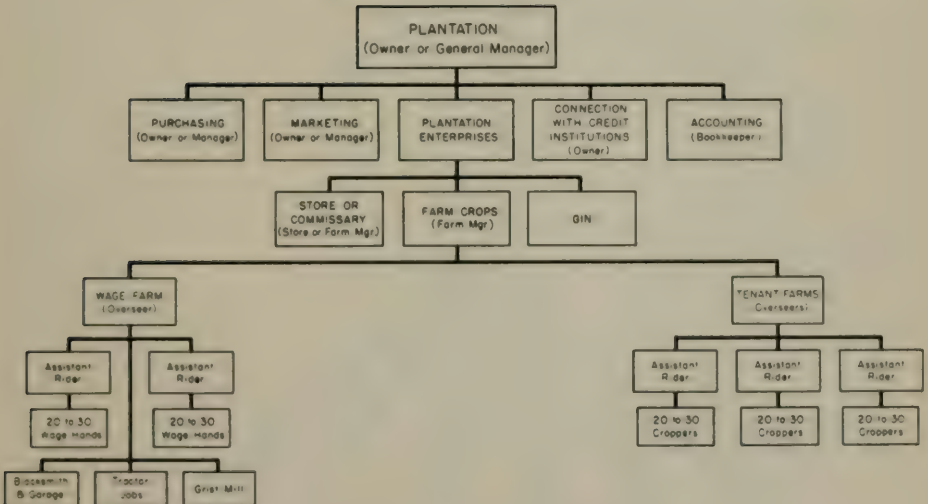 PLANTATION
(Owner or General Manager)
PURCHASING
(Owner or Manager)
MARKETING
(Owner or Manager)
PLANTATION
ENTERPRISES
CONNECTION
WITH CREDIT
INSTITUTIONS
(Owner)
ACCOUNTING
(Bookkeeper)
STORE OR
COMMISSARY
(Store or Farm Mgr)
FARM CROPS
(Farm Mgr)
GIN
WAGE FARM
(Overseer)
TENANT FARMS
(Overseers)
Assistant
Rider
Assistant
Rider
Assistant
Rider
Assistant
Rider
Assistant
Rider
20 to 30
Wage Hands
20 to 30
Wage Hands
20 to 30
Croppers
20 to 30
Croppers
20 to 30
Croppers
Blacksmith
& Garage
Tractor
Jobs
Grist Mill